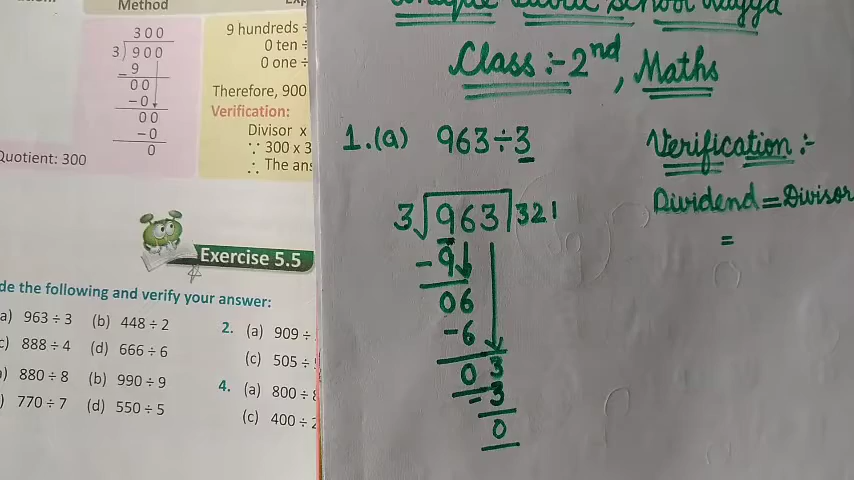 Method
300
3)900
-9
00
-0
00
-0
0
Quotient: 300
9 hundreds ÷
0 ten ÷
0 one ÷
Therefore, 900
Verification:
Divisor x
∵ 300 x 3
∴ The ans
Exercise 5.5
de the following and verify your answer:
a) 963 ÷ 3 (b) 448 ÷ 2
c) 888 ÷ 4 (d) 666 ÷ 6
) 880 ÷ 8 (b) 990 ÷ 9
) 770 ÷ 7 (d) 550 ÷ 5
2. (a) 909 ÷
(c) 505 ÷
4. (a) 800 ÷ 8
(c) 400 ÷ 2
School
Class :- 2nd, Maths
1.(a) 963÷3
3)963(321
-9
06
-6
03
-3
0
Verification :-
Dividend = Divisor
=